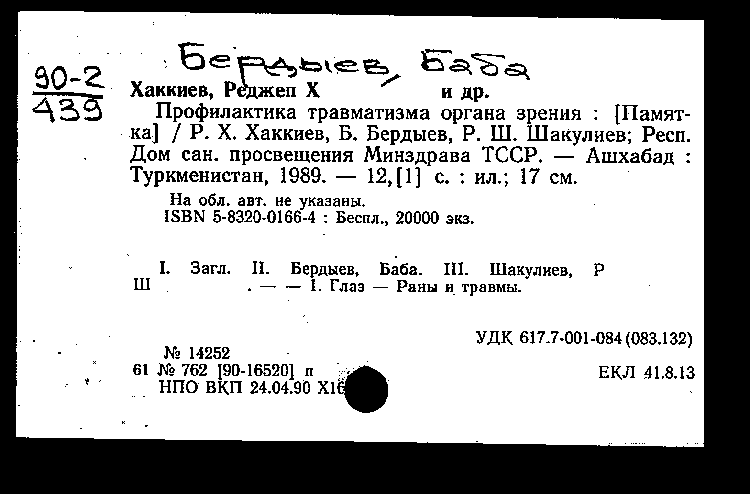 Бердыев, Баба
90-2
439
Хаккиев, Реджеп Х и др.
Профилактика травматизма органа зрения : [Памят-
ка] / Р. Х. Хаккиев, Б. Бердыев, Р. Ш. Шакулиев; Респ.
Дом сан. просвещения Минздрава ТССР. — Ашхабад :
Туркменистан, 1989. — 12,[1] с. : ил.; 17 см.
На обл. авт. не указаны.
ISBN 5-8320-0166-4 : Беспл., 20000 экз.
I. Загл. II. Бердыев, Баба. III. Шакулиев, Р
Ш . — — 1. Глаз — Раны и травмы.
УДК 617.7-001-084(083.132)
№ 14252
61 № 762 [90-16520] п ЕКЛ 41.8.13
НПО ВКП 24.04.90 Х16